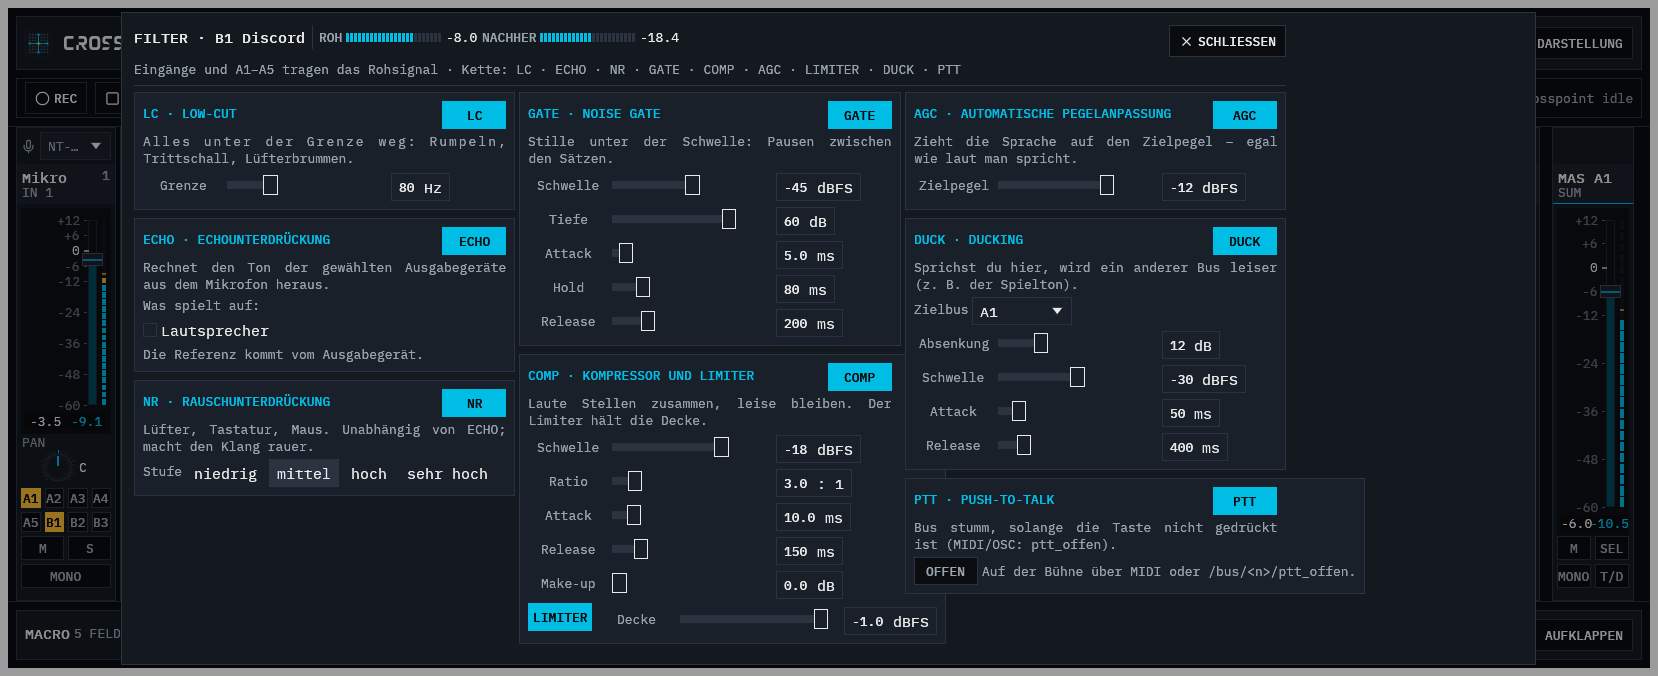 CROSS
DARSTELLUNG
REC
osspoint idle
NT-…
Mikro 1
IN 1
+12
+6
0
-6
-12
-24
-36
-48
-60
-3.5 -9.1
PAN
C
A1 A2 A3 A4
A5 B1 B2 B3
M S
MONO
MACRO 5 FELD
FILTER · B1 Discord ROH -8.0 NACHHER -18.4
× SCHLIESSEN
Eingänge und A1–A5 tragen das Rohsignal · Kette: LC · ECHO · NR · GATE · COMP · AGC · LIMITER · DUCK · PTT
LC · LOW-CUT LC
Alles unter der Grenze weg: Rumpeln,
Trittschall, Lüfterbrummen.
Grenze 80 Hz
ECHO · ECHOUNTERDRÜCKUNG ECHO
Rechnet den Ton der gewählten Ausgabegeräte
aus dem Mikrofon heraus.
Was spielt auf:
Lautsprecher
Die Referenz kommt vom Ausgabegerät.
NR · RAUSCHUNTERDRÜCKUNG NR
Lüfter, Tastatur, Maus. Unabhängig von ECHO;
macht den Klang rauer.
Stufe niedrig mittel hoch sehr hoch
GATE · NOISE GATE GATE
Stille unter der Schwelle: Pausen zwischen
den Sätzen.
Schwelle -45 dBFS
Tiefe 60 dB
Attack 5.0 ms
Hold 80 ms
Release 200 ms
COMP · KOMPRESSOR UND LIMITER COMP
Laute Stellen zusammen, leise bleiben. Der
Limiter hält die Decke.
Schwelle -18 dBFS
Ratio 3.0 : 1
Attack 10.0 ms
Release 150 ms
Make-up 0.0 dB
LIMITER Decke -1.0 dBFS
AGC · AUTOMATISCHE PEGELANPASSUNG AGC
Zieht die Sprache auf den Zielpegel – egal
wie laut man spricht.
Zielpegel -12 dBFS
DUCK · DUCKING DUCK
Sprichst du hier, wird ein anderer Bus leiser
(z. B. der Spielton).
Zielbus A1
Absenkung 12 dB
Schwelle -30 dBFS
Attack 50 ms
Release 400 ms
PTT · PUSH-TO-TALK PTT
Bus stumm, solange die Taste nicht gedrückt
ist (MIDI/OSC: ptt_offen).
OFFEN Auf der Bühne über MIDI oder /bus/<n>/ptt_offen.
MAS A1
SUM
+12
+6
0
-6
-12
-24
-36
-48
-60
-6.0 -10.5
M SEL
MONO T/D
AUFKLAPPEN